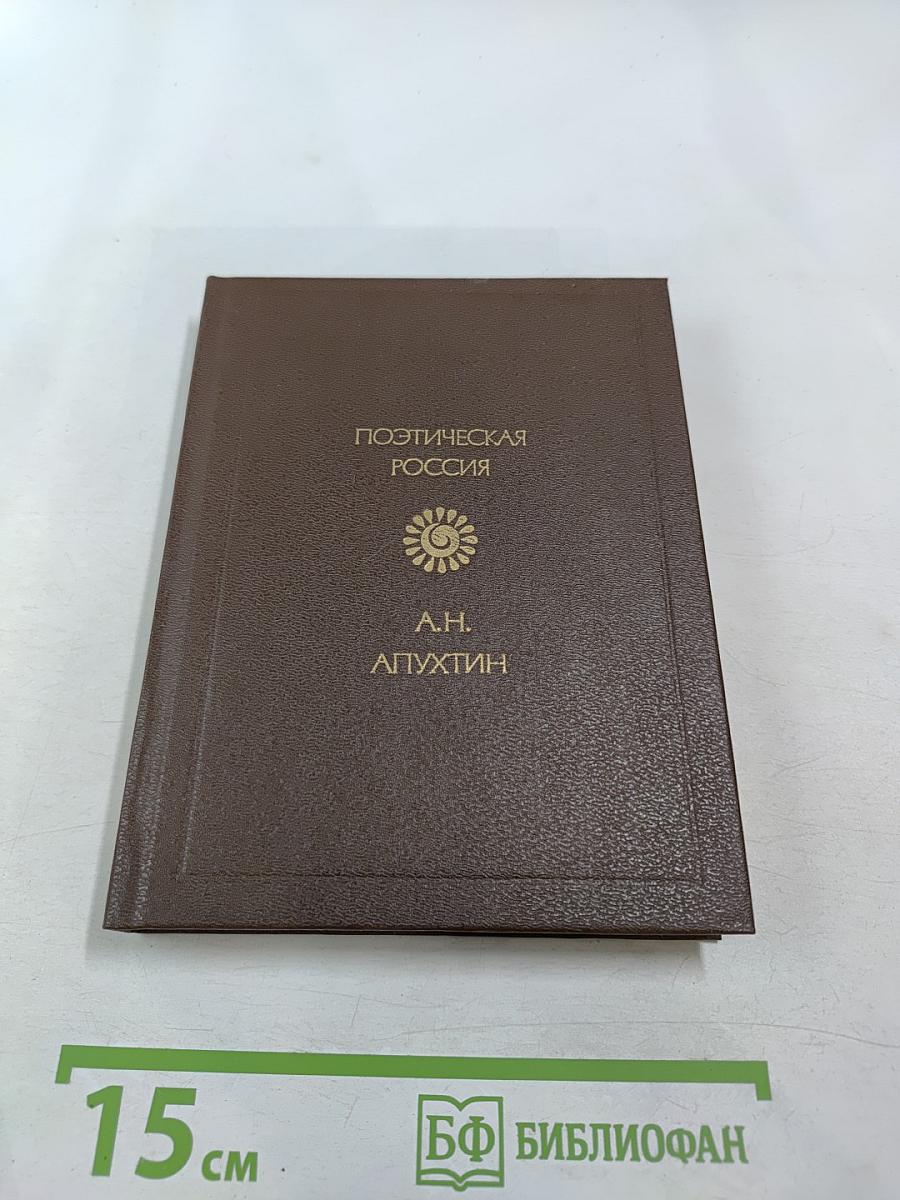 ПОЭТИЧЕСКАЯ
РОССИЯ
А.Н.
АПУХТИН
15 см
БФ БИБЛИОФАН